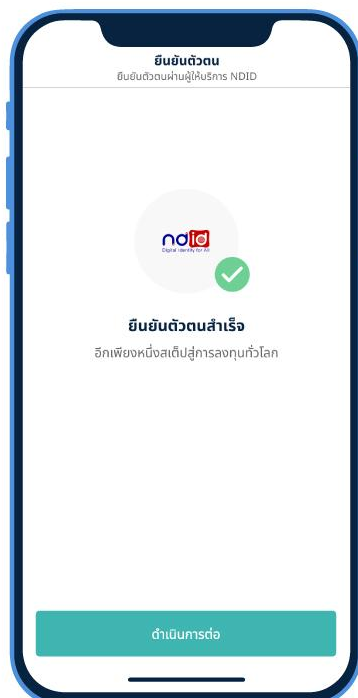 ยืนยันตัวตน
ยืนยันตัวตนผ่านผู้ให้บริการ NDID
ndid
Digital Identity for All
ยืนยันตัวตนสำเร็จ
อีกเพียงหนึ่งสเต็ปสู่การลงทุนทั่วโลก
ดำเนินการต่อ